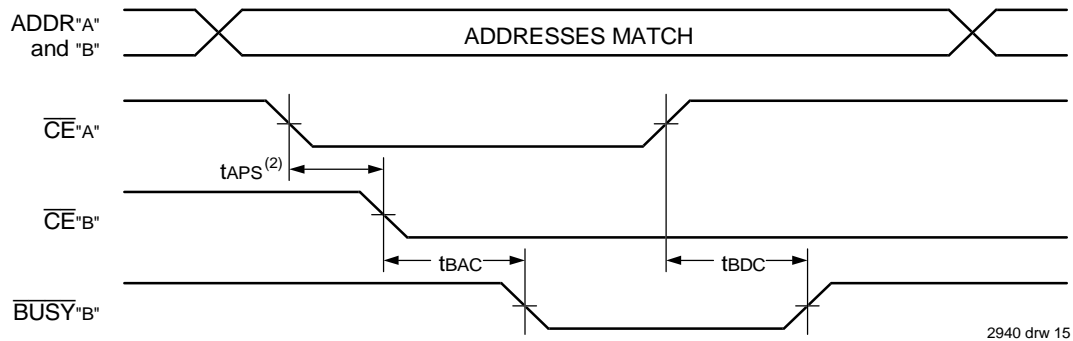 ADDR"A"
and "B"
ADDRESSES MATCH
CE"A"
tAPS(2)
CE"B"
tBAC
tBDC
BUSY"B"
2940 drw 15